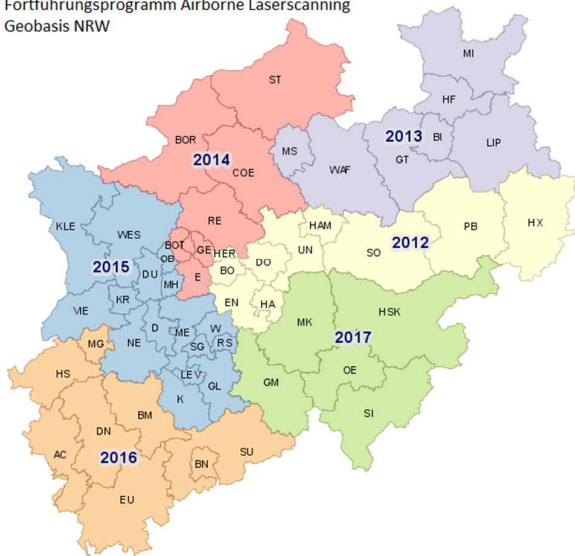 Fortführungsprogramm Airborne Laserscanning
Geobasis NRW
MI
ST
HF
2013
BI
LIP
BOR
MS
GT
2014
COE
WAF
RE
HX
KLE
HAM
PB
WES
BOT
GE
HER
UN
SO
2012
OB
DO
2015
DU
BO
MH
E
KR
EN
HA
HSK
VIE
MK
D
ME
W
2017
MG
NE
SG
RS
HS
LEV
OE
GL
GM
K
BM
SI
DN
AC
2016
BN
SU
EU